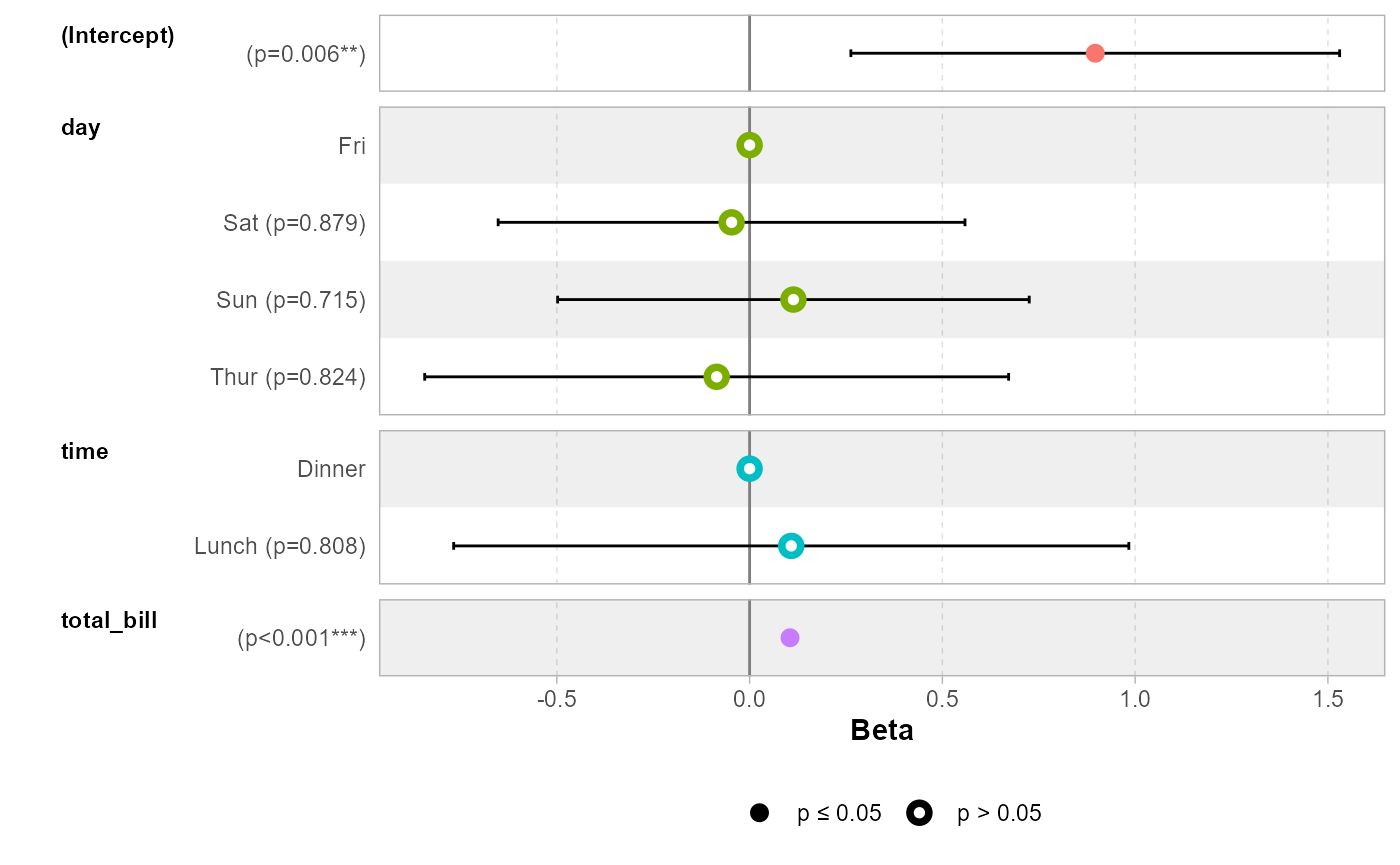 (Intercept)
(p=0.006**)
day
Fri
Sat (p=0.879)
Sun (p=0.715)
Thur (p=0.824)
time
Dinner
Lunch (p=0.808)
total_bill
(p<0.001***)
-0.5 0.0 0.5 1.0 1.5
Beta
p ≤ 0.05 p > 0.05